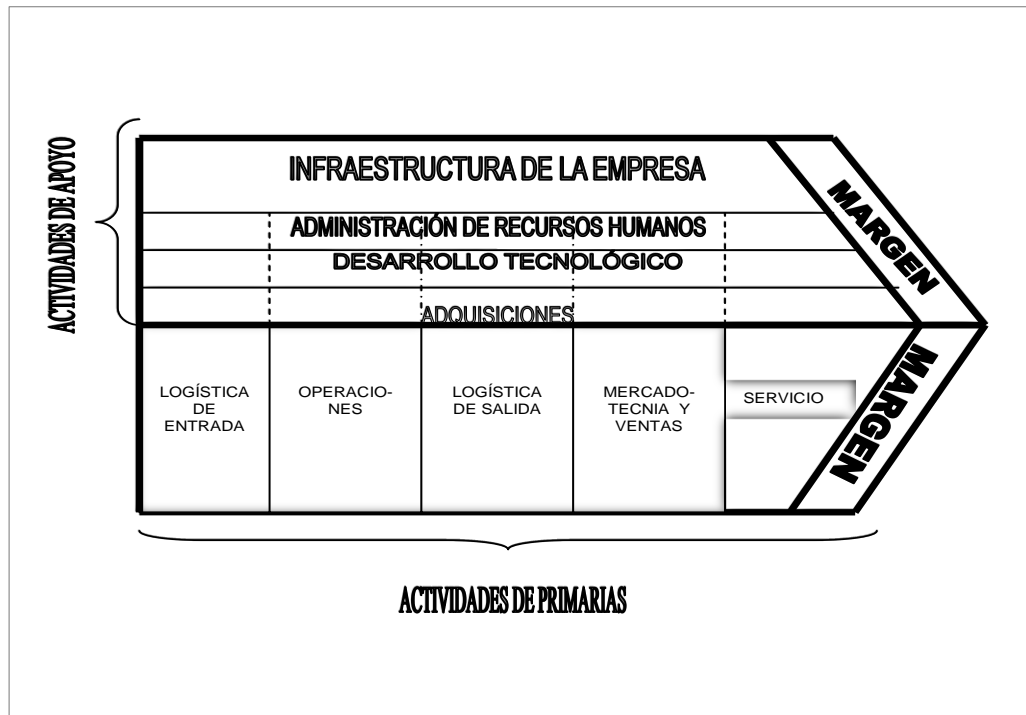 ACTIVIDADES DE APOYO
INFRAESTRUCTURA DE LA EMPRESA
ADMINISTRACIÓN DE RECURSOS HUMANOS
DESARROLLO TECNOLÓGICO
ADQUISICIONES
MARGEN
LOGÍSTICA
DE
ENTRADA
OPERACIO-
NES
LOGÍSTICA
DE SALIDA
MERCADO-
TECNIA Y
VENTAS
SERVICIO
MARGEN
ACTIVIDADES DE PRIMARIAS